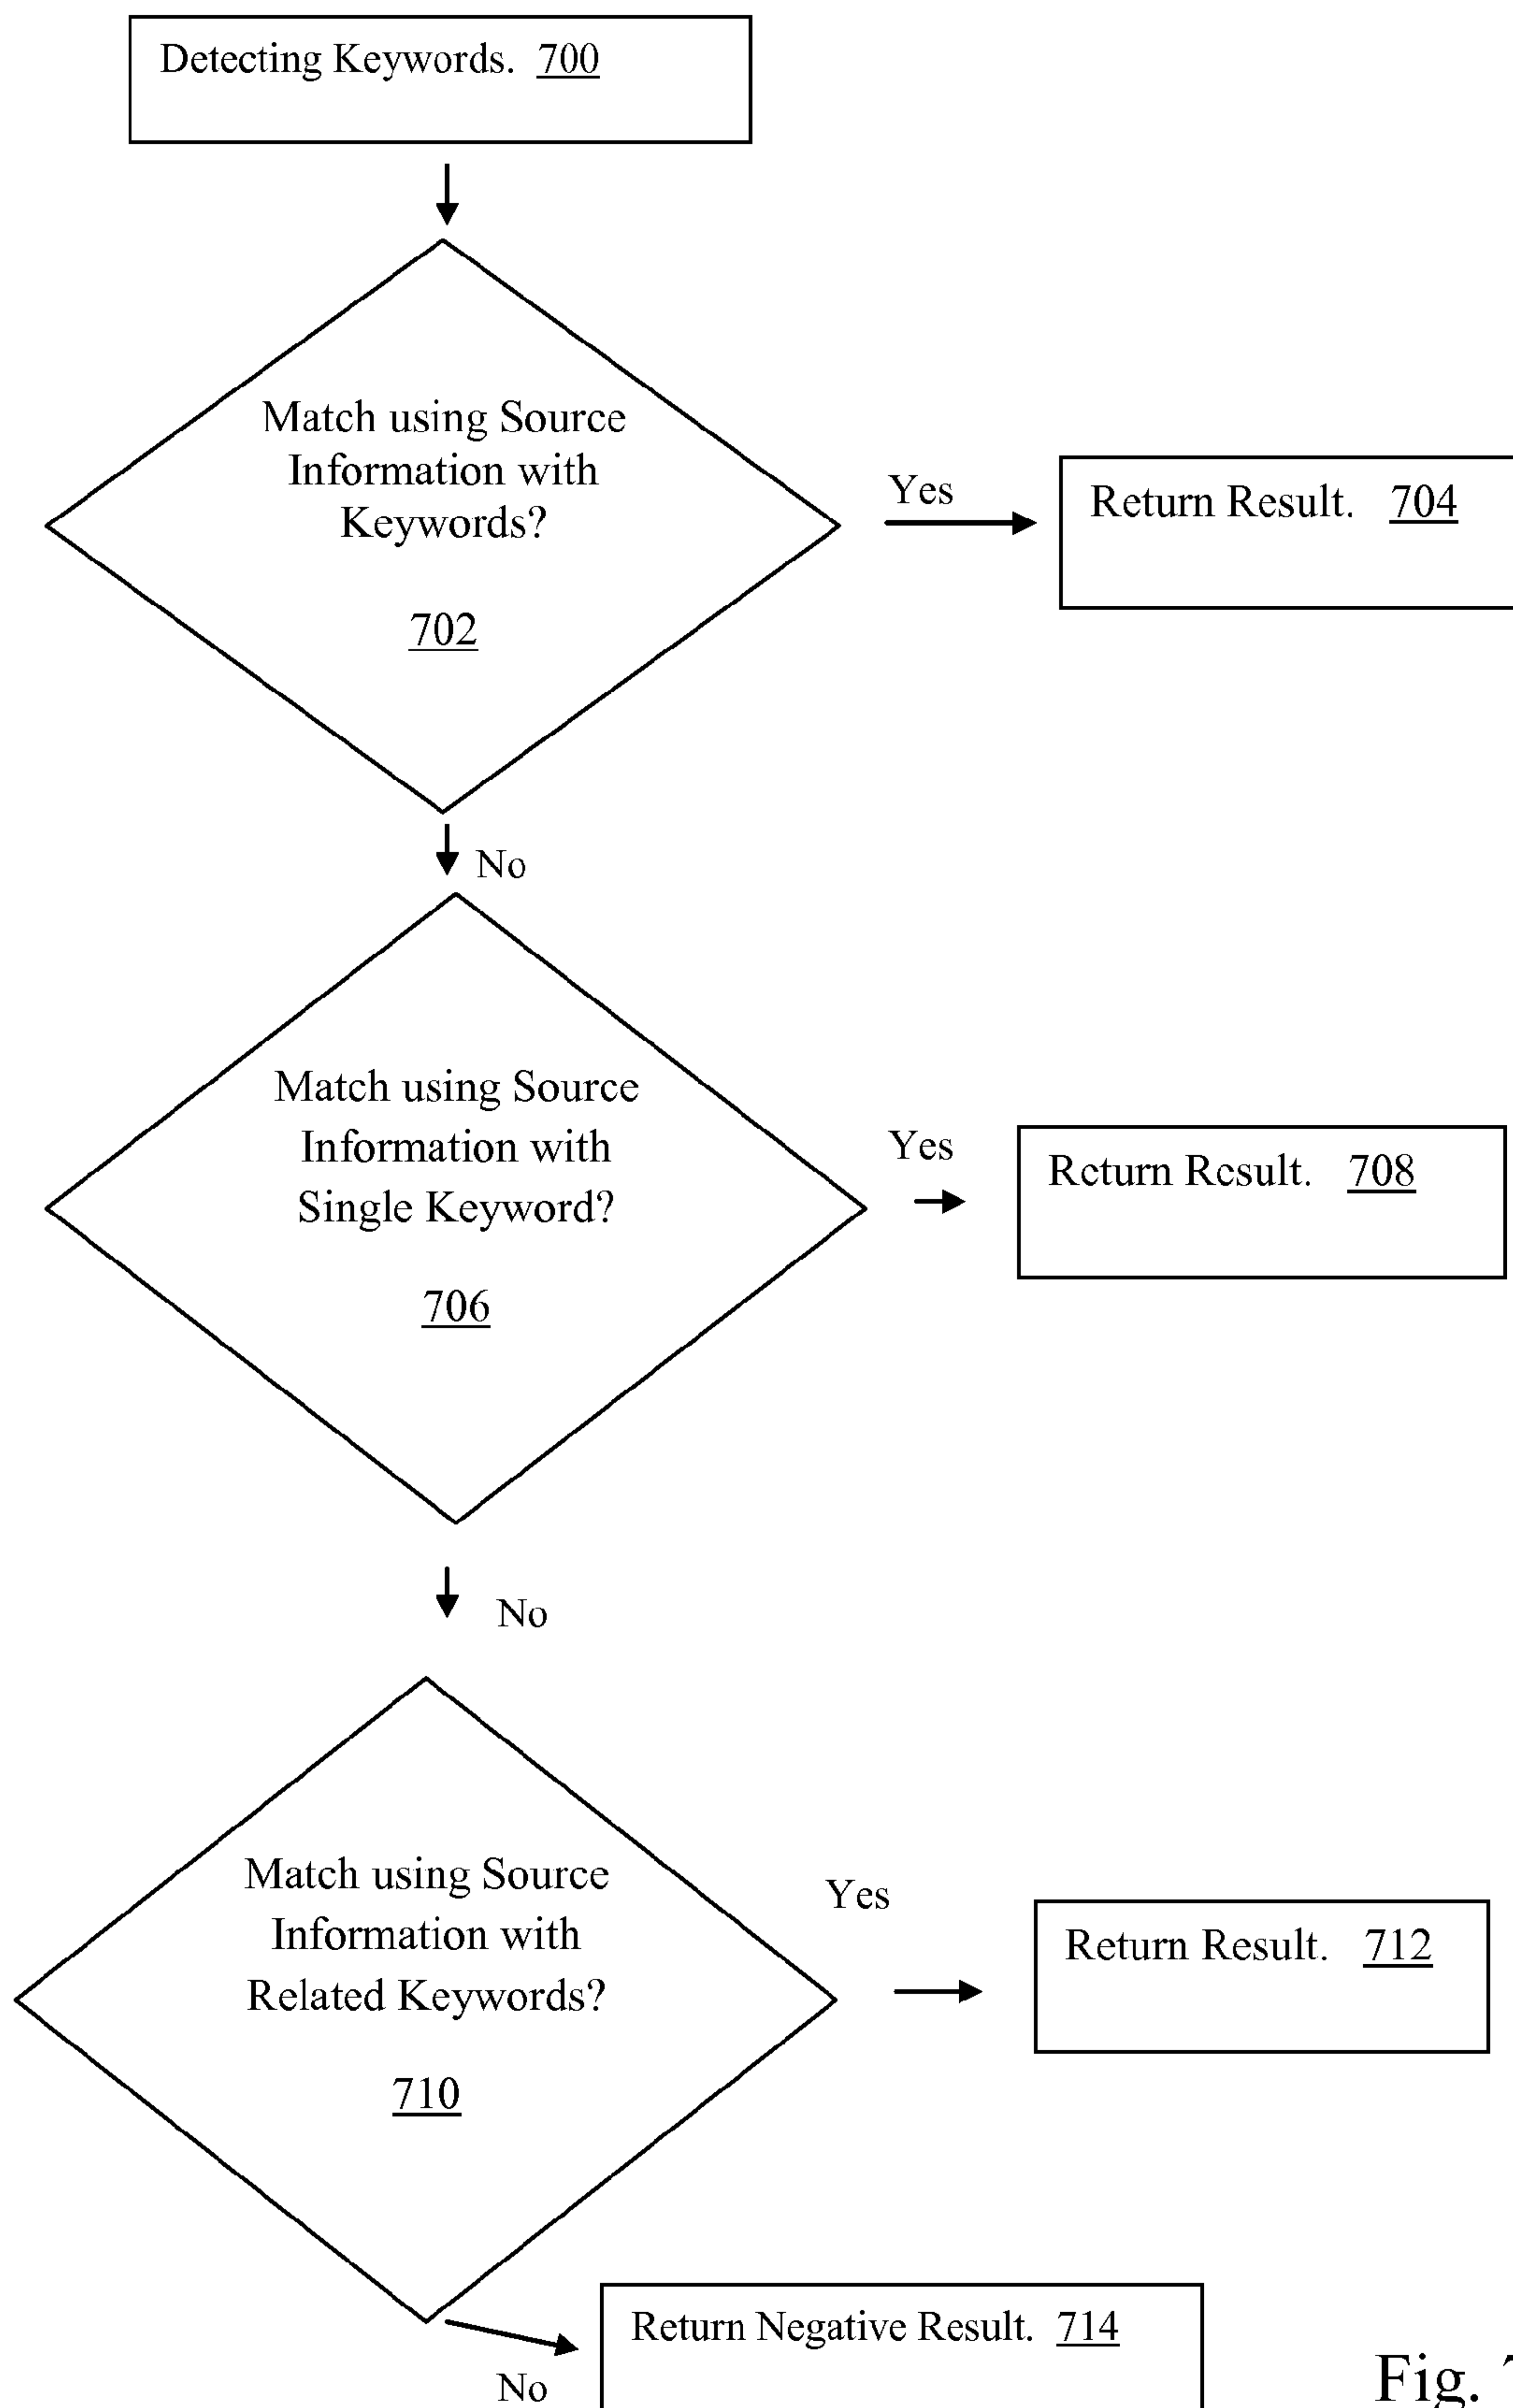 Detecting Keywords. 700
Match using Source
Information with
Keywords?
702
Yes
Return Result. 704
No
Match using Source
Information with
Single Keyword?
706
Yes
Return Result. 708
No
Match using Source
Information with
Related Keywords?
710
Yes
Return Result. 712
No
Return Negative Result. 714
Fig.